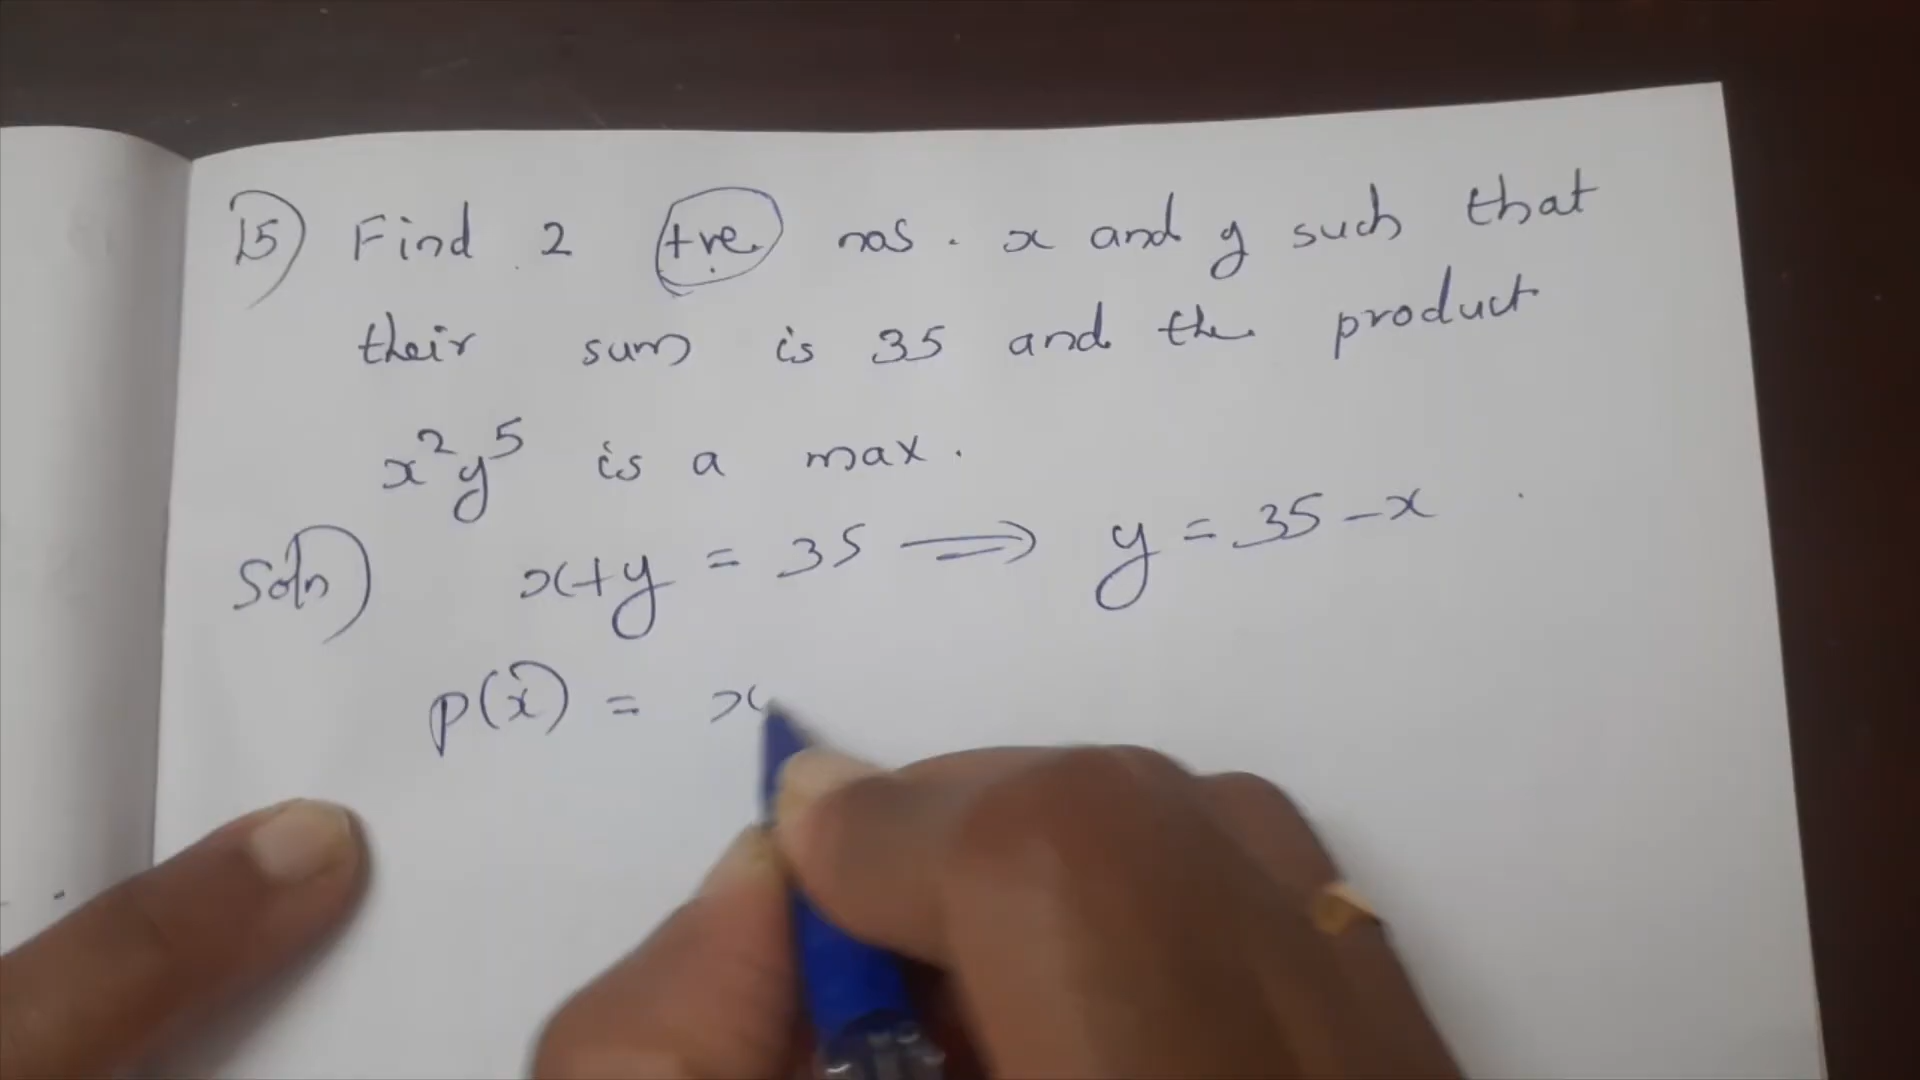 15) Find 2 +ve nos. x and y such that
their sum is 35 and the product
x²y⁵ is a max.
Soln) x+y = 35 ⟹ y = 35-x
p(x) = x